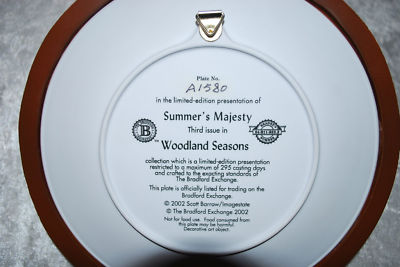 Plate No.
A1580
in the limited-edition presentation of
Summer's Majesty
Third issue in
Woodland Seasons
B
collection which is a limited-edition presentation
restricted to a maximum of 295 casting days
and crafted to the exacting standards of
The Bradford Exchange.
This plate is officially listed for trading on the
Bradford Exchange.
© 2002 Scott Barrow/imagestate
© The Bradford Exchange 2002
Not for food use. Food consumed from
this plate may be harmful.
Decorative art object.